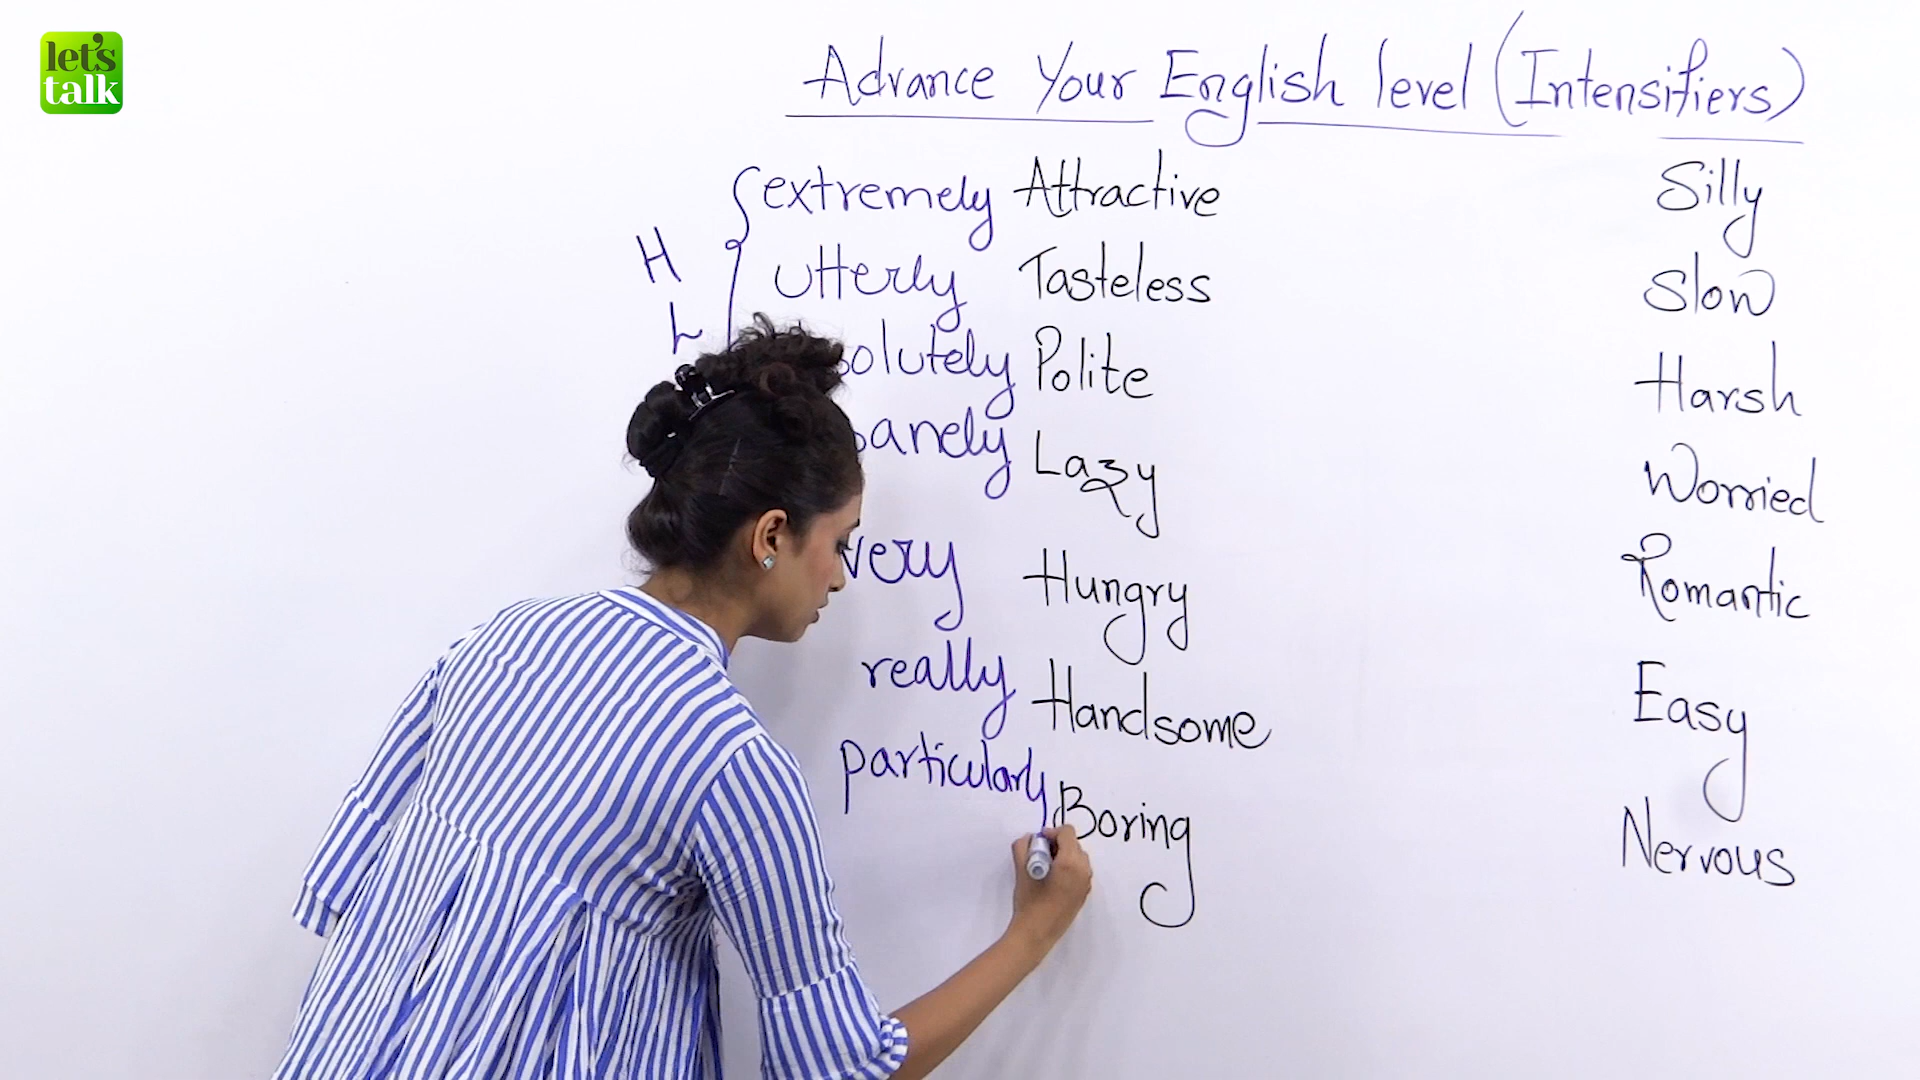 let's
talk
Advance Your English level (Intensifiers)
extremely Attractive
utterly Tasteless
Polite
Lazy
very Hungry
really Handsome
particularly Boring
H
L
Silly
Slow
Harsh
Worried
Romantic
Easy
Nervous